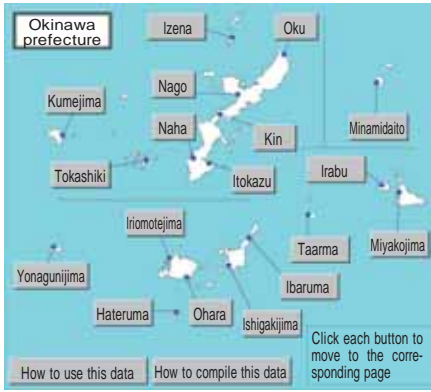 Okinawa
prefecture
Izena
Oku
Nago
Kumejima
Minamidaito
Naha
Kin
Tokashiki
Itokazu
Irabu
Iriomotejima
Taarma
Miyakojima
Yonagunijima
Ibaruma
Hateruma
Ohara
Ishigakijima
Click each button to
move to the corre-
sponding page
How to use this data
How to compile this data